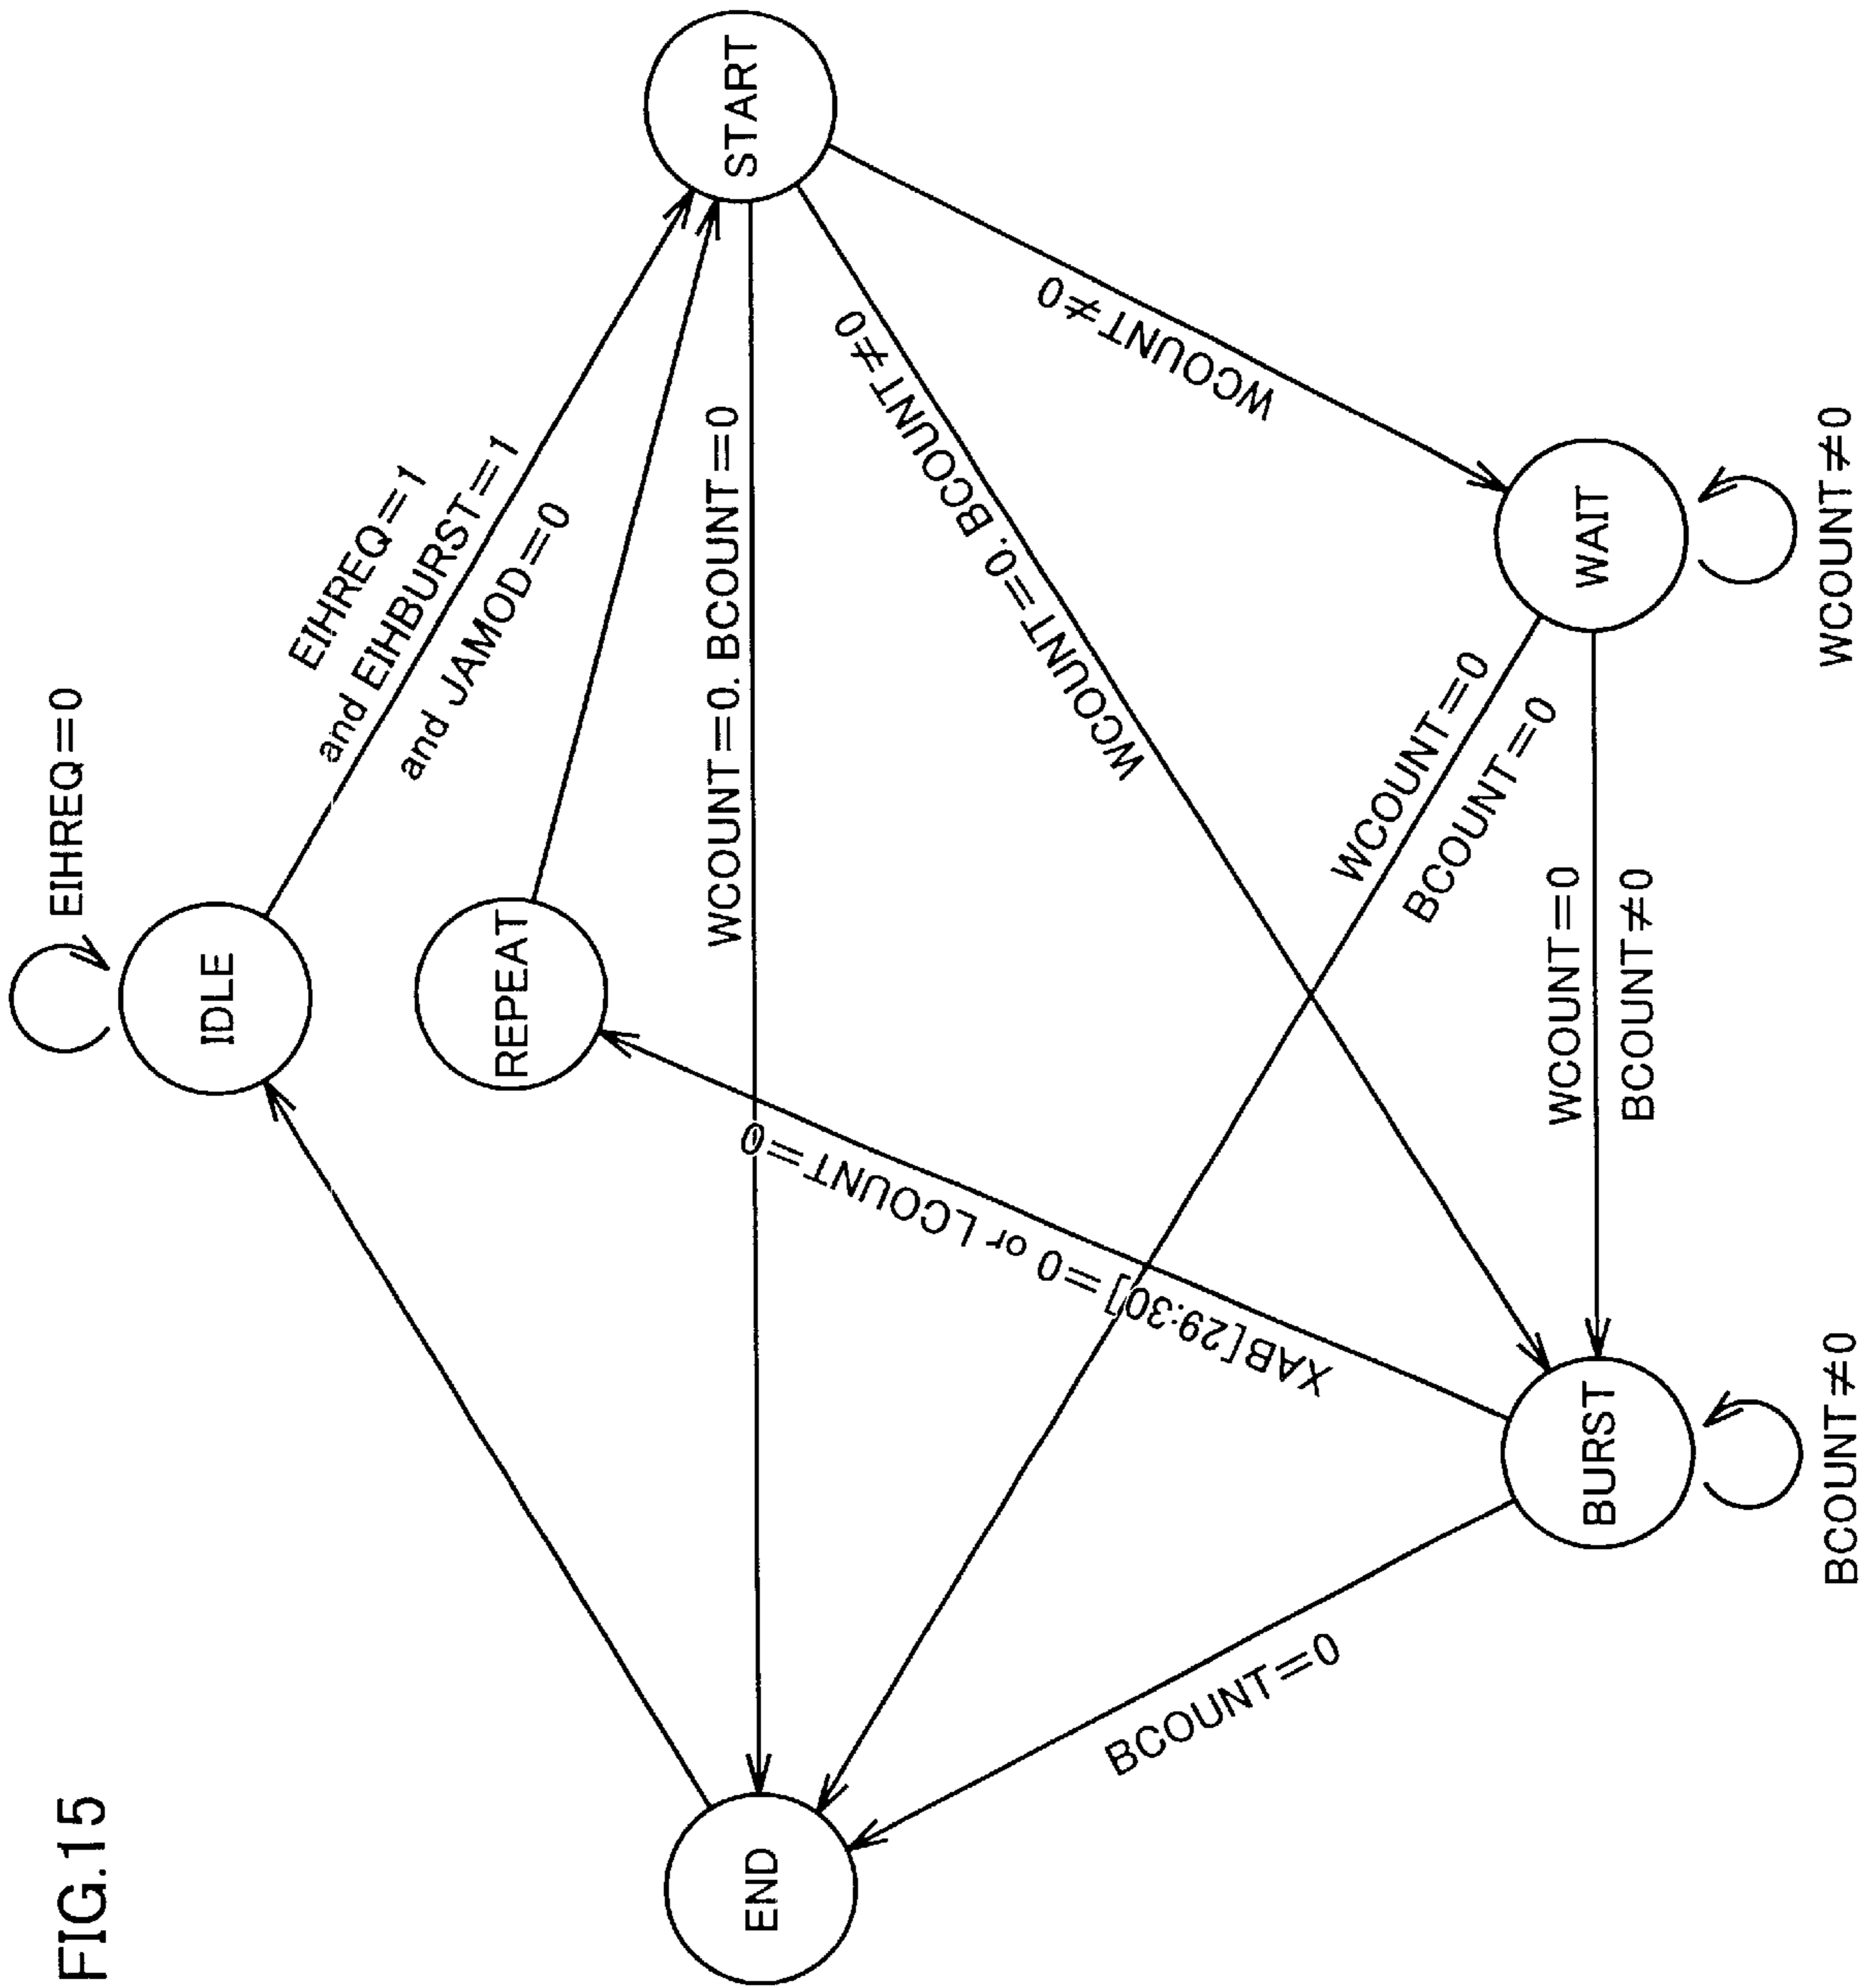 FIG.15
EIHREQ=0
IDLE
EIHREQ=1
and EIHBURST=1
and JAMOD=0
REPEAT
START
END
WCOUNT=0. BCOUNT=0
WCOUNT=0. BCOUNT≠0
WCOUNT≠0
XAB[29:30]=0 or LCOUNT=0
WCOUNT=0
BCOUNT=0
BCOUNT=0
WCOUNT=0
BCOUNT≠0
BURST
WAIT
BCOUNT≠0
WCOUNT≠0